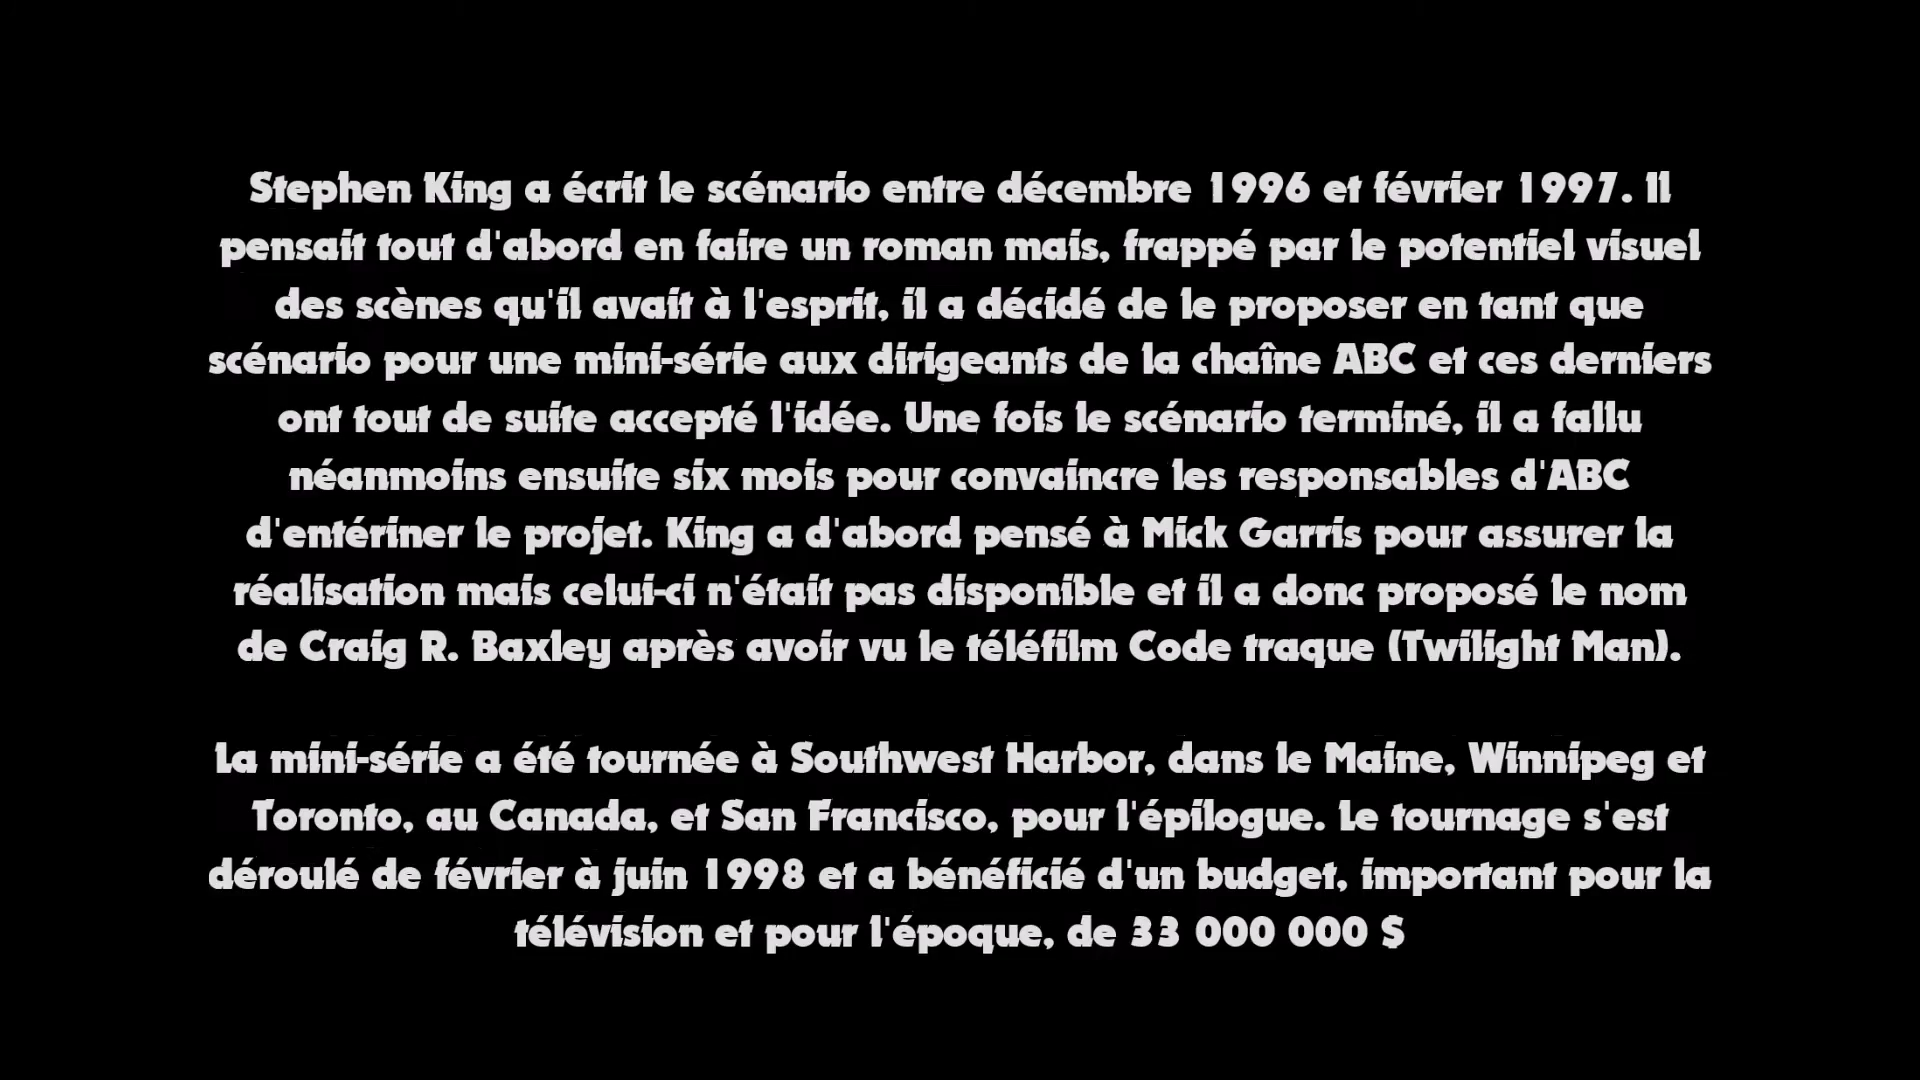 Stephen King a écrit le scénario entre décembre 1996 et février 1997. Il
pensait tout d'abord en faire un roman mais, frappé par le potentiel visuel
des scènes qu'il avait à l'esprit, il a décidé de le proposer en tant que
scénario pour une mini-série aux dirigeants de la chaîne ABC et ces derniers
ont tout de suite accepté l'idée. Une fois le scénario terminé, il a fallu
néanmoins ensuite six mois pour convaincre les responsables d'ABC
d'entériner le projet. King a d'abord pensé à Mick Garris pour assurer la
réalisation mais celui-ci n'était pas disponible et il a donc proposé le nom
de Craig R. Baxley après avoir vu le téléfilm Code traque (Twilight Man).
La mini-série a été tournée à Southwest Harbor, dans le Maine, Winnipeg et
Toronto, au Canada, et San Francisco, pour l'épilogue. Le tournage s'est
déroulé de février à juin 1998 et a bénéficié d'un budget, important pour la
télévision et pour l'époque, de 33 000 000 $